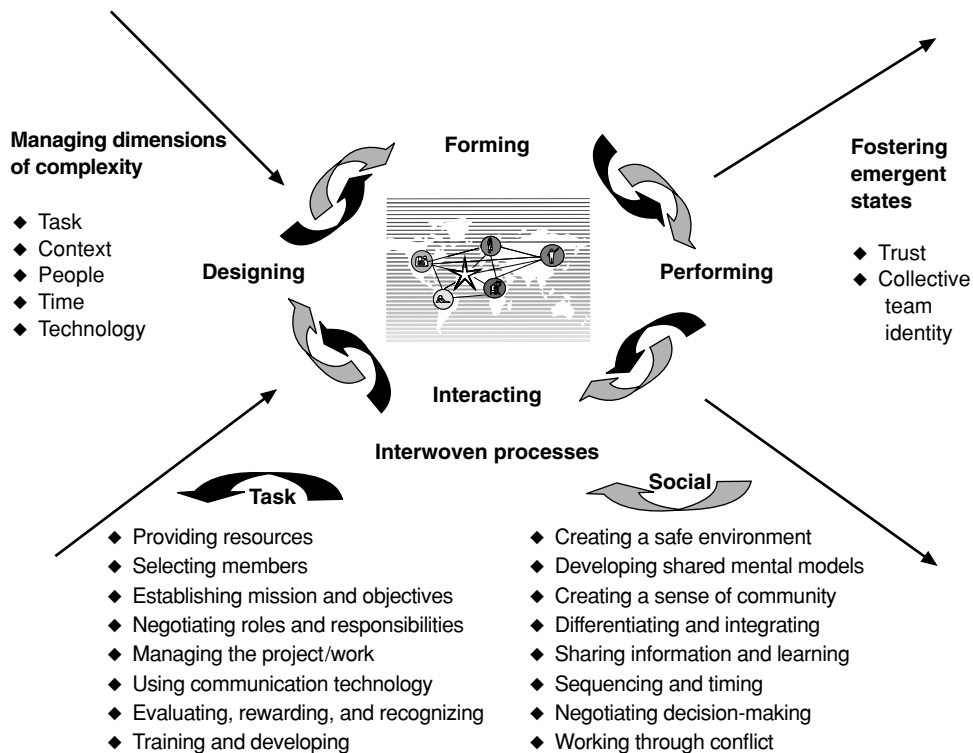 Managing dimensions
of complexity
◆ Task
◆ Context
◆ People
◆ Time
◆ Technology
Forming
Designing
Performing
Interacting
Fostering
emergent
states
◆ Trust
◆ Collective
team
identity
Interwoven processes
Task
◆ Providing resources
◆ Selecting members
◆ Establishing mission and objectives
◆ Negotiating roles and responsibilities
◆ Managing the project/work
◆ Using communication technology
◆ Evaluating, rewarding, and recognizing
◆ Training and developing
Social
◆ Creating a safe environment
◆ Developing shared mental models
◆ Creating a sense of community
◆ Differentiating and integrating
◆ Sharing information and learning
◆ Sequencing and timing
◆ Negotiating decision-making
◆ Working through conflict